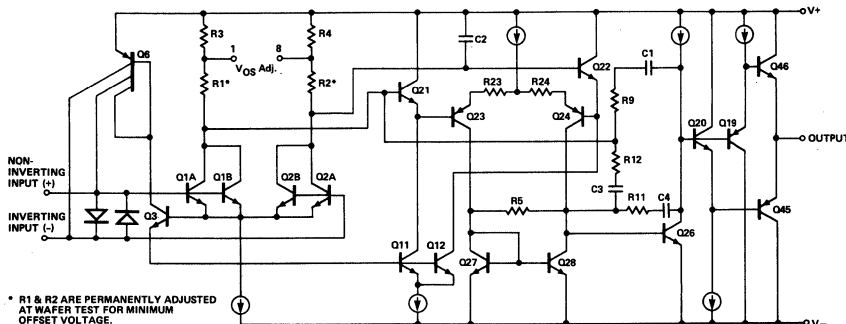 V+
R3
R4
Q6
1
8
VOS Adj.
R1*
R2*
C2
Q22
C1
Q46
Q21
R23
R24
R9
Q23
Q24
Q20
Q19
OUTPUT
R12
NON-
INVERTING
INPUT (+)
Q1A
Q1B
Q2B
Q2A
C3
R5
R11
C4
Q3
INVERTING
INPUT (–)
Q26
Q45
Q11
Q12
Q27
Q28
* R1 & R2 ARE PERMANENTLY ADJUSTED
AT WAFER TEST FOR MINIMUM
OFFSET VOLTAGE.
V–